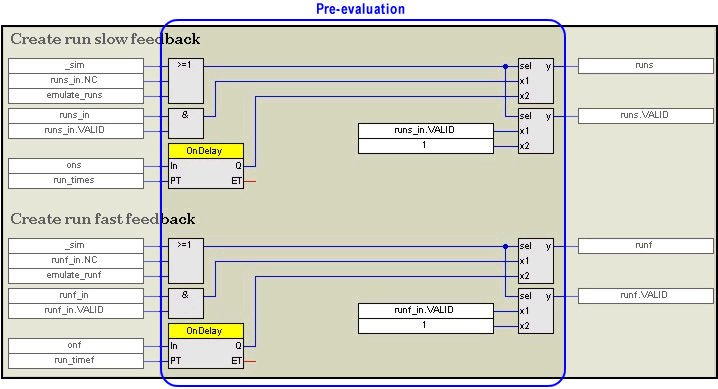 Pre-evaluation
Create run slow feedback
_sim >=1 sel y runs
runs_in.NC x1
emulate_runs x2
runs_in & sel y runs.VALID
runs_in.VALID runs_in.VALID x1
1 x2
OnDelay
ons In Q
run_times PT ET
Create run fast feedback
_sim >=1 sel y runf
runf_in.NC x1
emulate_runf x2
runf_in & sel y runf.VALID
runf_in.VALID runf_in.VALID x1
1 x2
OnDelay
onf In Q
run_timef PT ET